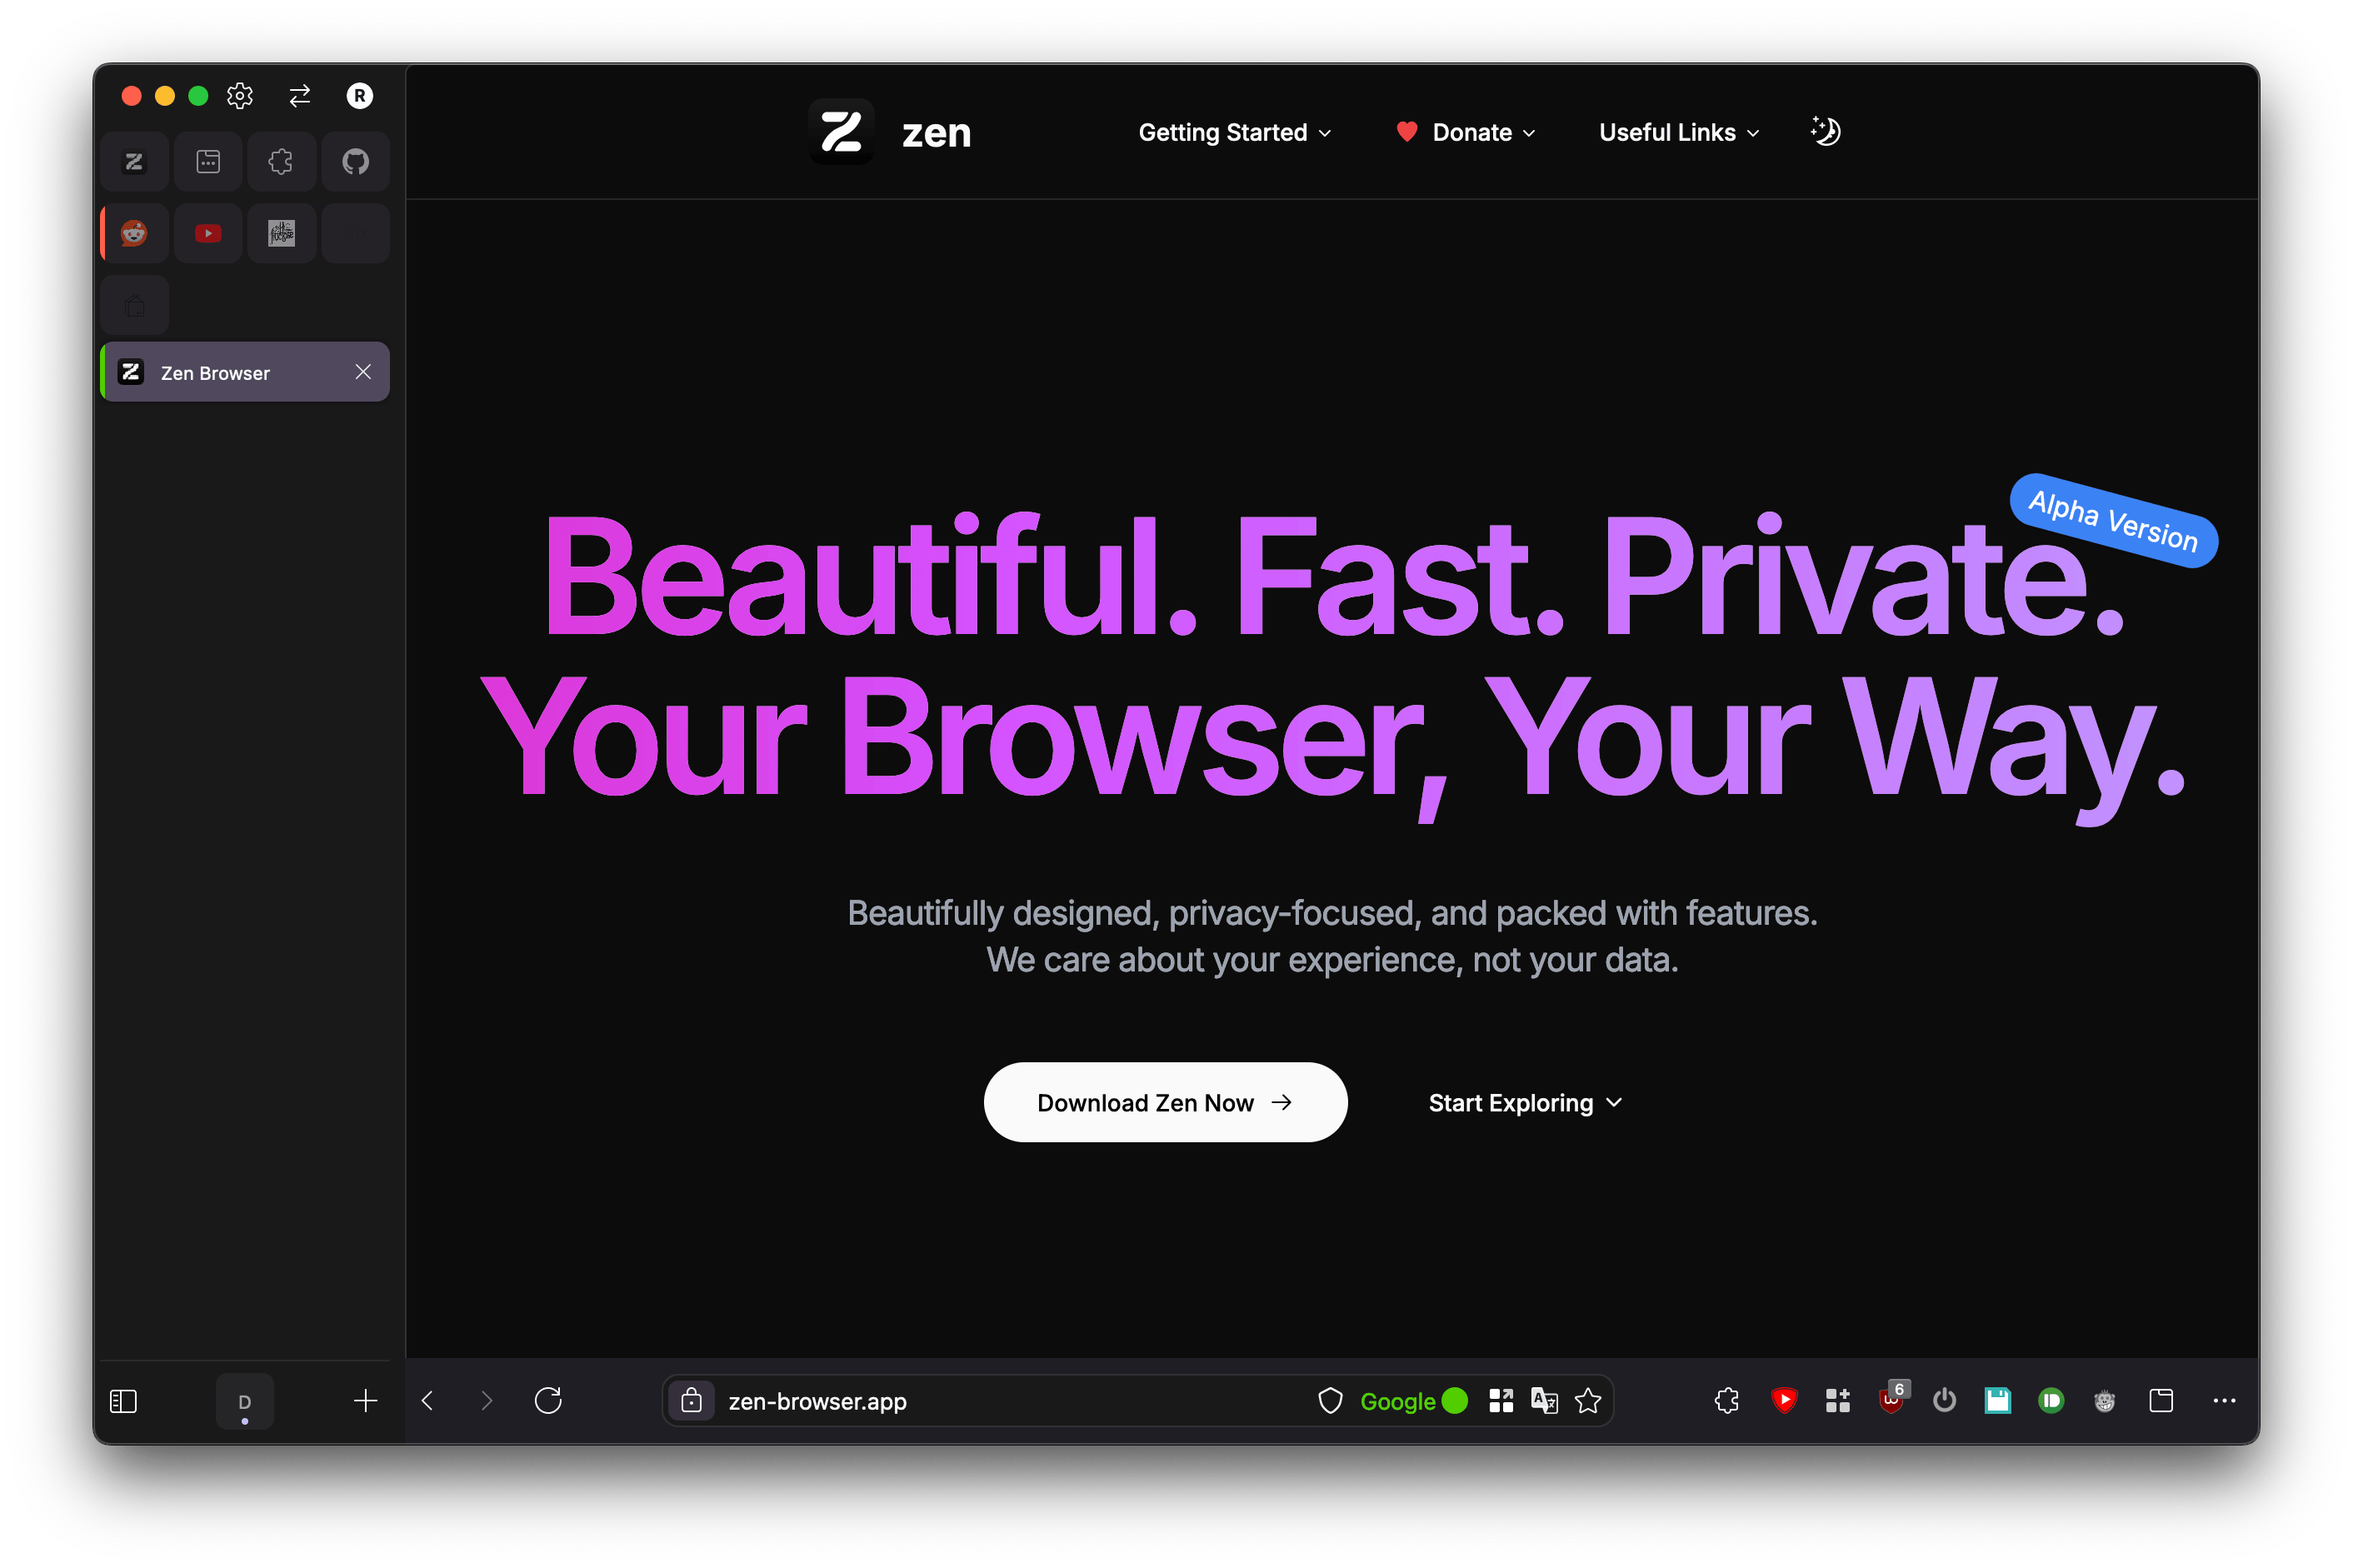 R
zen
Getting Started
Donate
Useful Links
Zen Browser
Alpha Version
Beautiful. Fast. Private.
Your Browser, Your Way.
Beautifully designed, privacy-focused, and packed with features.
We care about your experience, not your data.
Download Zen Now
Start Exploring
D
zen-browser.app
Google
6